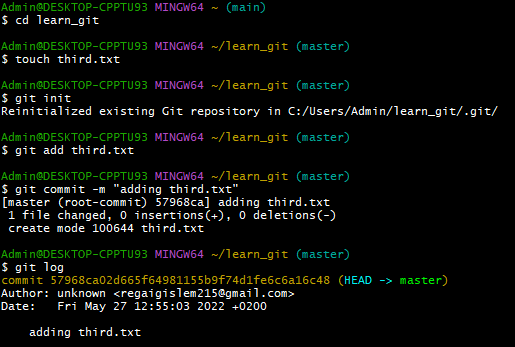 Admin@DESKTOP-CPPTU93 MINGW64 ~ (main)
$ cd learn_git
Admin@DESKTOP-CPPTU93 MINGW64 ~/learn_git (master)
$ touch third.txt
Admin@DESKTOP-CPPTU93 MINGW64 ~/learn_git (master)
$ git init
Reinitialized existing Git repository in C:/Users/Admin/learn_git/.git/
Admin@DESKTOP-CPPTU93 MINGW64 ~/learn_git (master)
$ git add third.txt
Admin@DESKTOP-CPPTU93 MINGW64 ~/learn_git (master)
$ git commit -m "adding third.txt"
[master (root-commit) 57968ca] adding third.txt
 1 file changed, 0 insertions(+), 0 deletions(-)
 create mode 100644 third.txt
Admin@DESKTOP-CPPTU93 MINGW64 ~/learn_git (master)
$ git log
commit 57968ca02d665f64981155b9f74d1fe6c6a16c48 (HEAD -> master)
Author: unknown <regaigislem215@gmail.com>
Date:   Fri May 27 12:55:03 2022 +0200
    adding third.txt